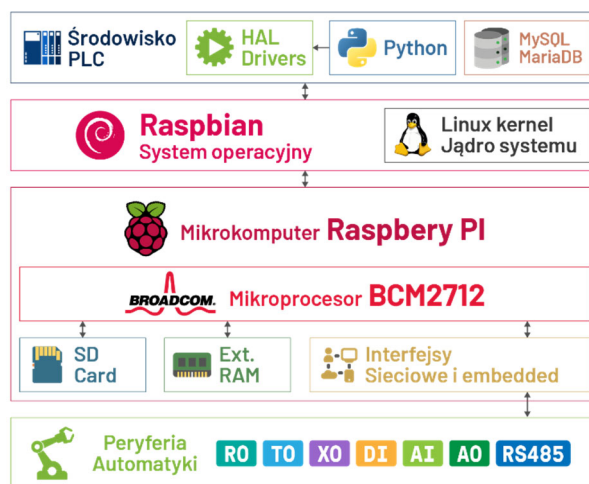 Środowisko
PLC
HAL
Drivers
Python
MySQL
MariaDB
Raspbian
System operacyjny
Linux kernel
Jądro systemu
Mikrokomputer Raspbery PI
BROADCOM.
Mikroprocesor BCM2712
SD
Card
Ext.
RAM
Interfejsy
Sieciowe i embedded
Peryferia
Automatyki
RO TO XO DI AI AO RS485